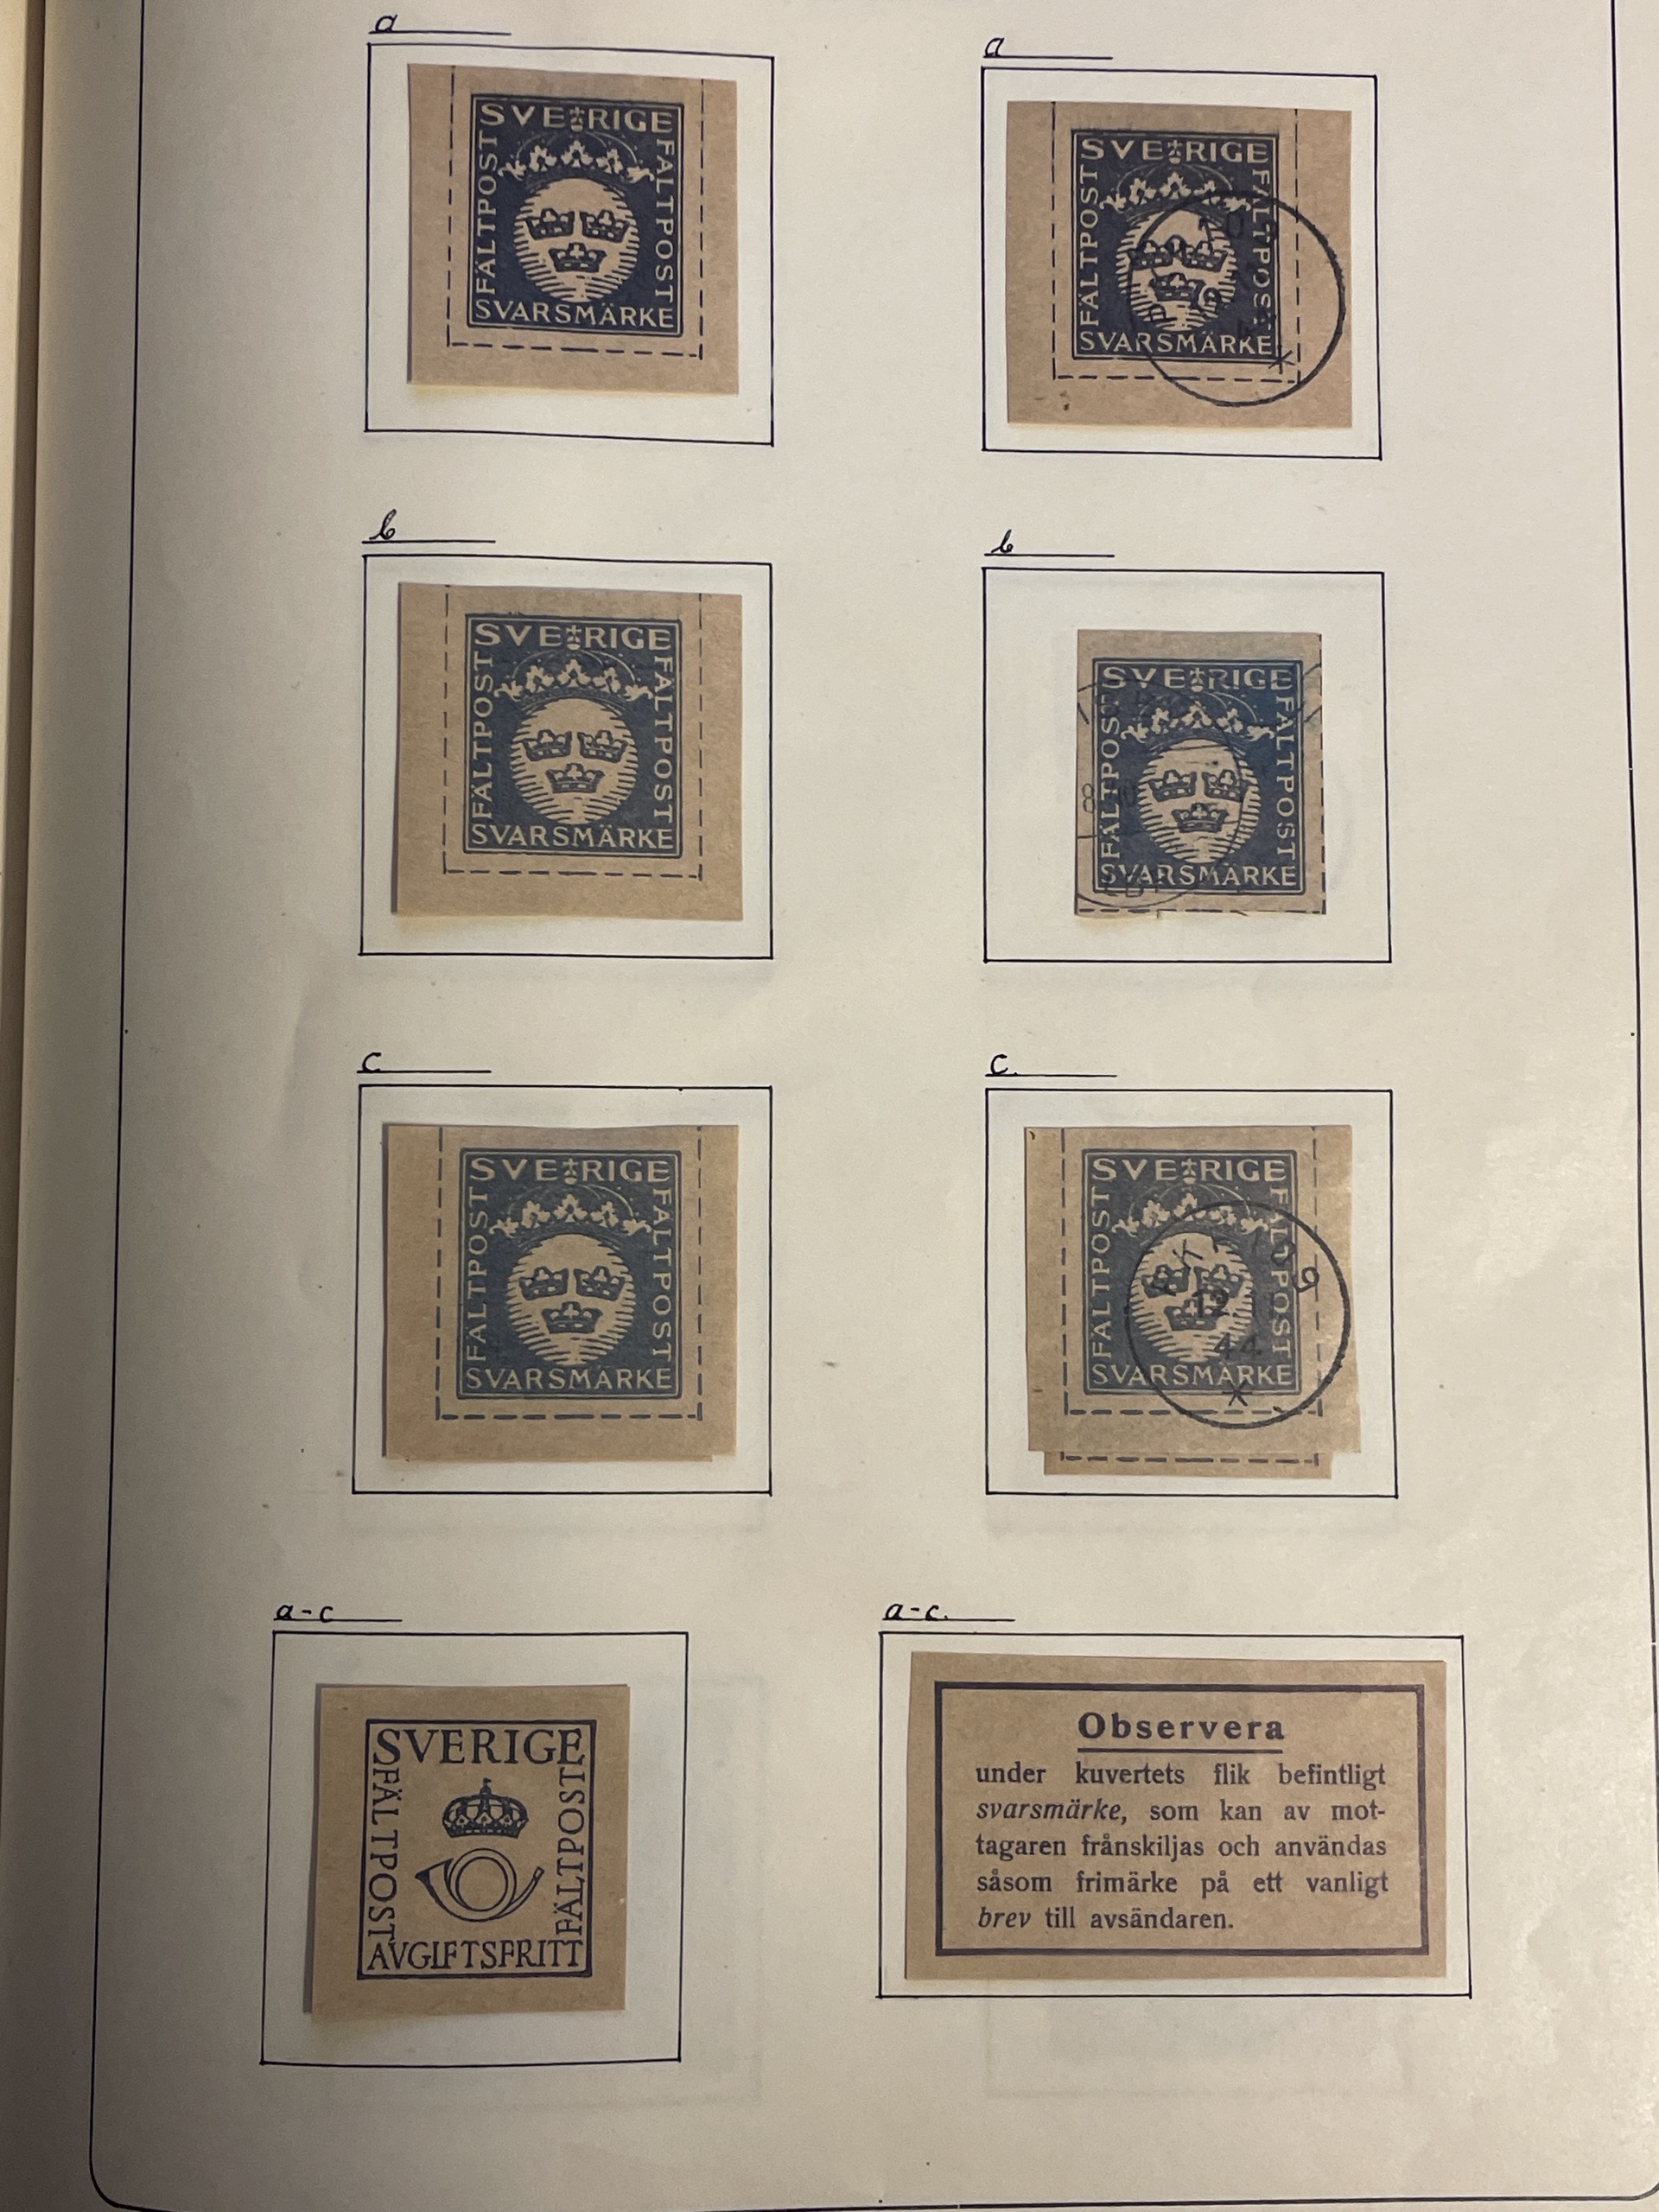 a
SVERIGE
FÄLTPOST
FÄLTPOST
SVARSMÄRKE
a
SVERIGE
FÄLTPOST
FÄLTPOST
SVARSMÄRKE
b
SVERIGE
FÄLTPOST
FÄLTPOST
SVARSMÄRKE
b
SVERIGE
FÄLTPOST
FÄLTPOST
SVARSMÄRKE
c
SVERIGE
FÄLTPOST
FÄLTPOST
SVARSMÄRKE
c.
SVERIGE
FÄLTPOST
FÄLTPOST
SVARSMÄRKE
12
44
a-c
SVERIGE
FÄLTPOST
FÄLTPOST
AVGIFTSFRITT
a-c.
Observera
under kuvertets flik befintligt
svarsmärke, som kan av mot-
tagaren frånskiljas och användas
såsom frimärke på ett vanligt
brev till avsändaren.